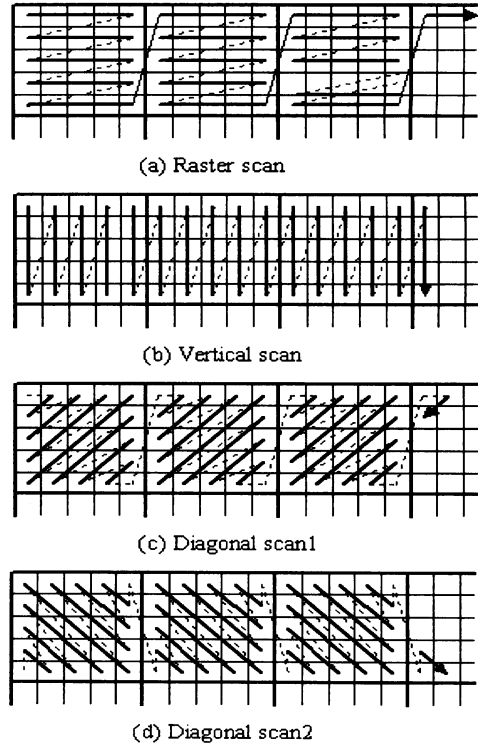 (a) Raster scan
(b) Vertical scan
(c) Diagonal scan1
(d) Diagonal scan2